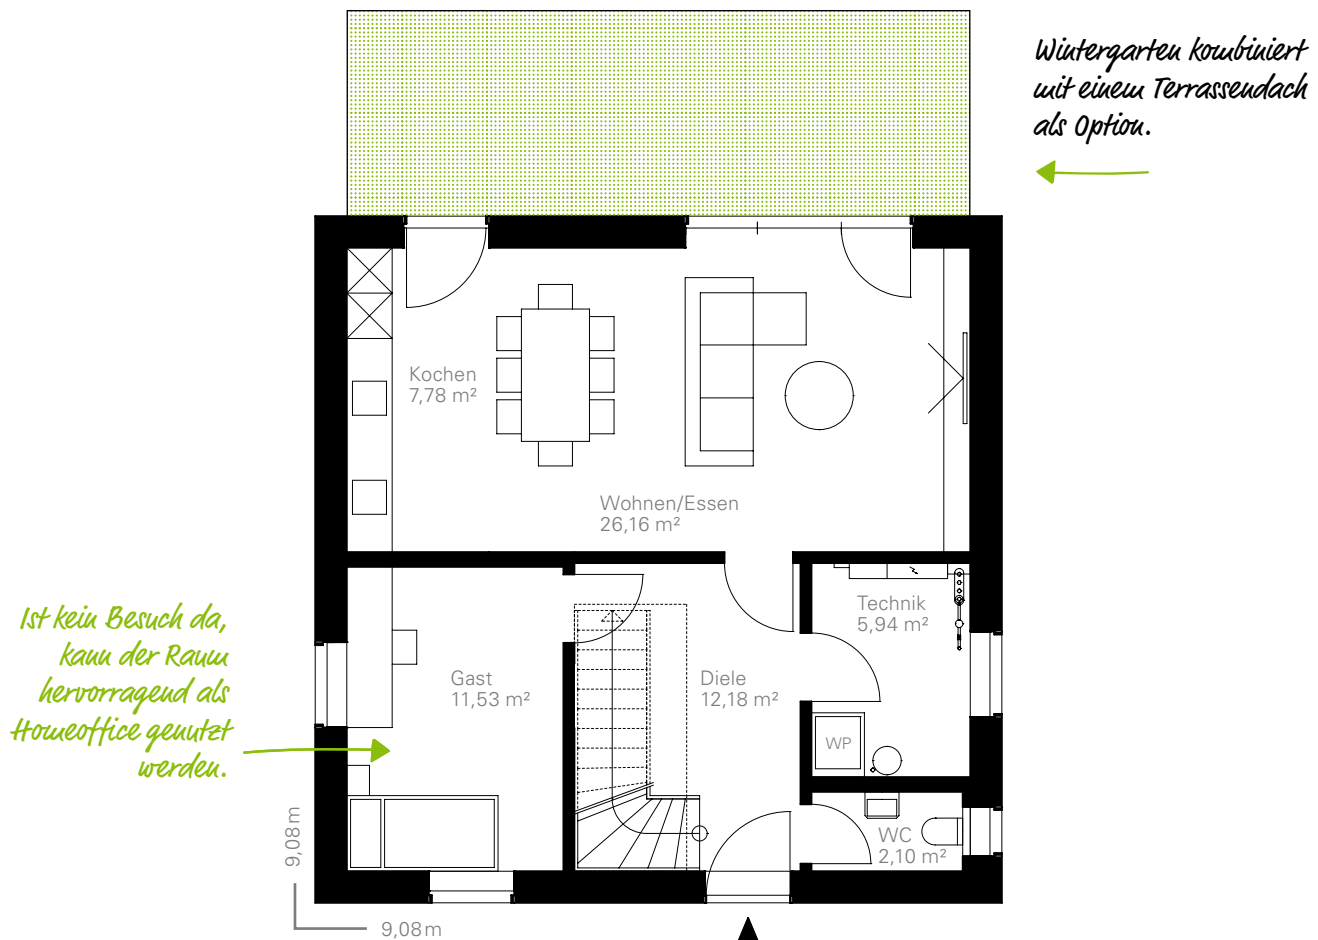 Wintergarten kombiniert
mit einem Terrassendach
als Option.
Kochen
7,78 m²
Wohnen/Essen
26,16 m²
Technik
5,94 m²
Ist kein Besuch da,
kann der Raum
hervorragend als
Homeoffice genutzt
werden.
Gast
11,53 m²
Diele
12,18 m²
WP
WC
2,10 m²
9,08m
9,08m